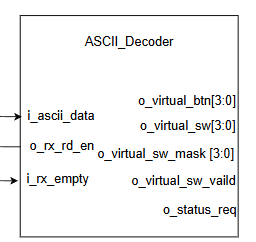 ASCII_Decoder
o_virtual_btn[3:0]
i_ascii_data
o_virtual_sw[3:0]
o_rx_rd_en
o_virtual_sw_mask [3:0]
i_rx_empty
o_virtual_sw_vaild
o_status_req